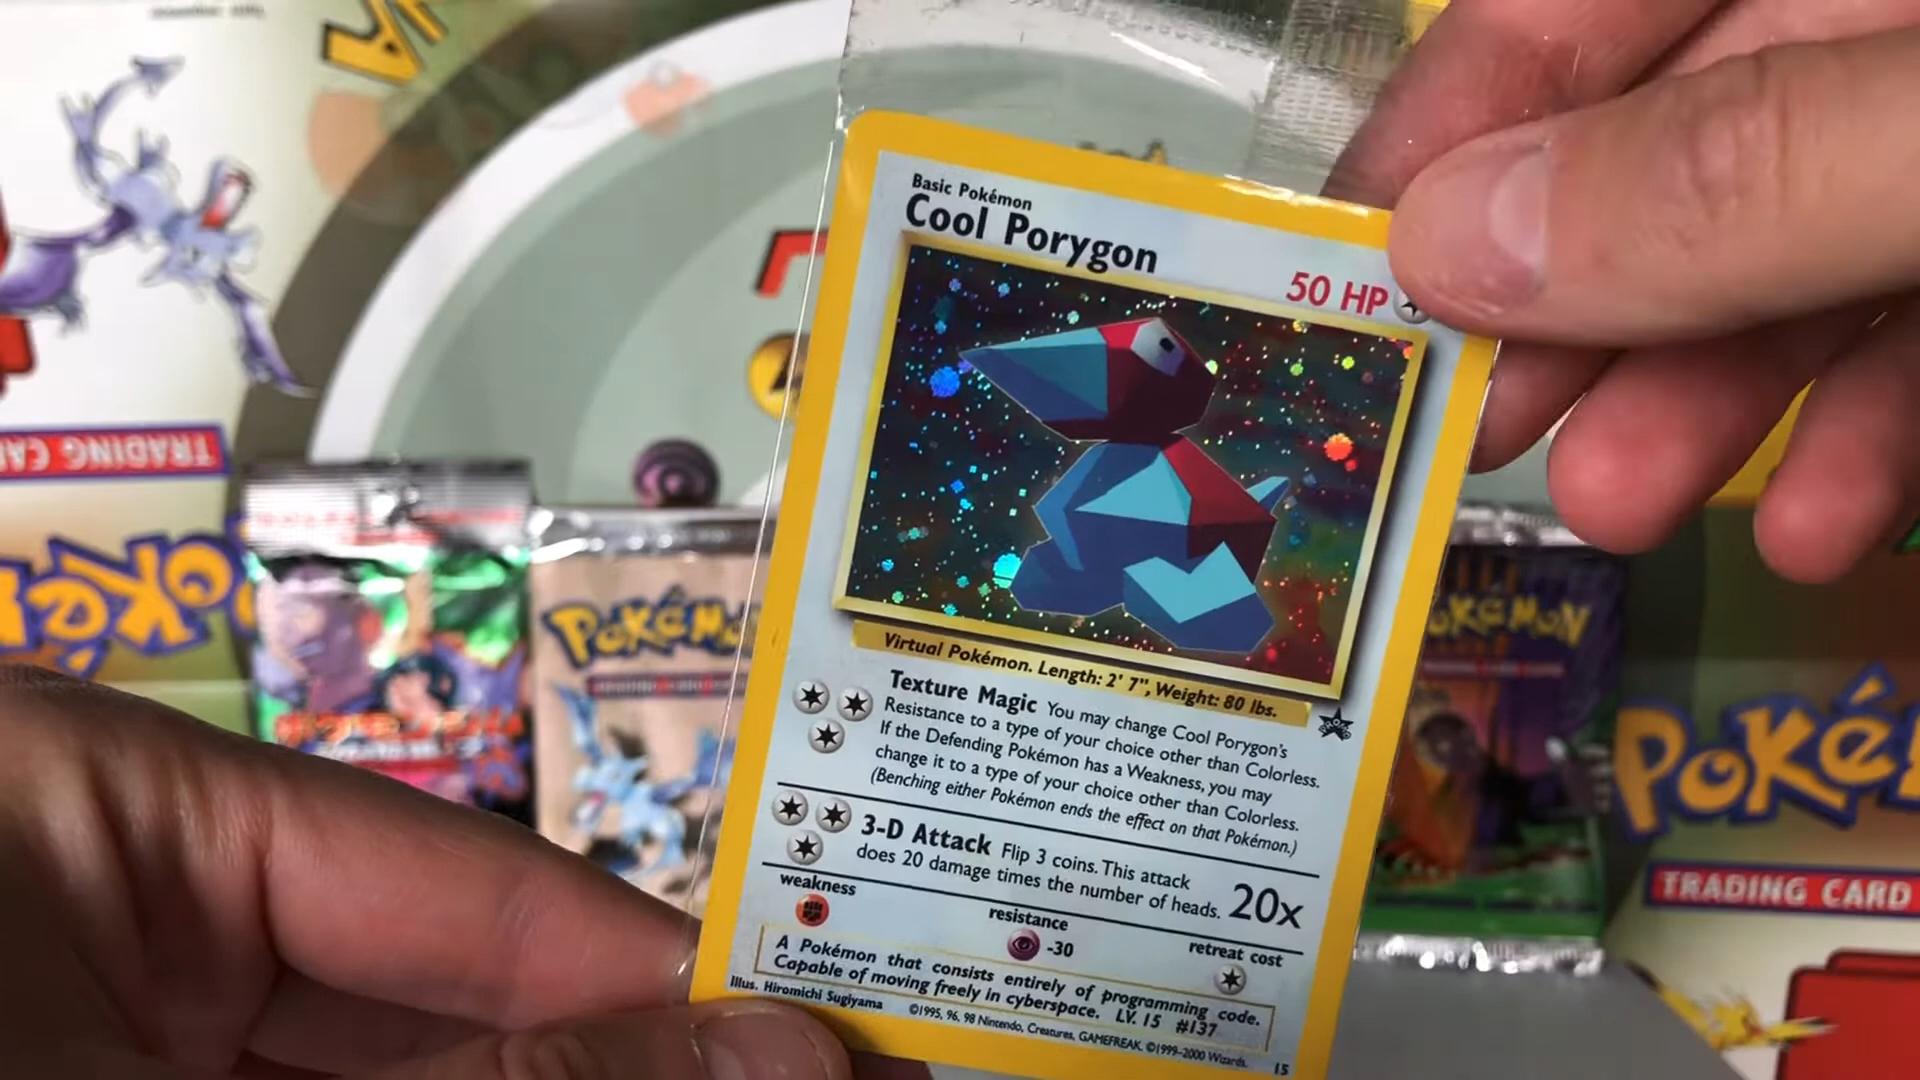 Basic Pokémon
Cool Porygon
50 HP
Virtual Pokémon. Length: 2' 7", Weight: 80 lbs.
Texture Magic You may change Cool Porygon's
Resistance to a type of your choice other than Colorless.
If the Defending Pokémon has a Weakness, you may
change it to a type of your choice other than Colorless.
(Benching either Pokémon ends the effect on that Pokémon.)
3-D Attack Flip 3 coins. This attack
does 20 damage times the number of heads.
20x
weakness
resistance
-30
retreat cost
A Pokémon that consists entirely of programming code.
Capable of moving freely in cyberspace. LV. 15 #137
Illus. Hiromichi Sugiyama
©1995, 96, 98 Nintendo, Creatures, GAMEFREAK. ©1999-2000 Wizards.
15
TRADING CA
Poké
POKÉMO
POKÉMON
Poké
TRADING CARD